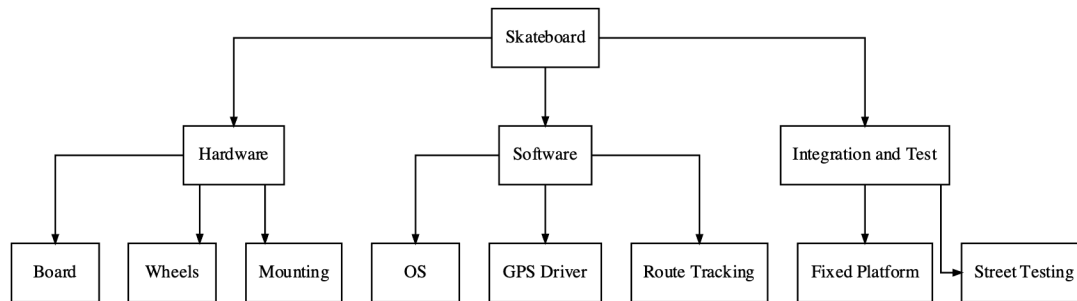 Skateboard
Hardware
Software
Integration and Test
Board
Wheels
Mounting
OS
GPS Driver
Route Tracking
Fixed Platform
Street Testing